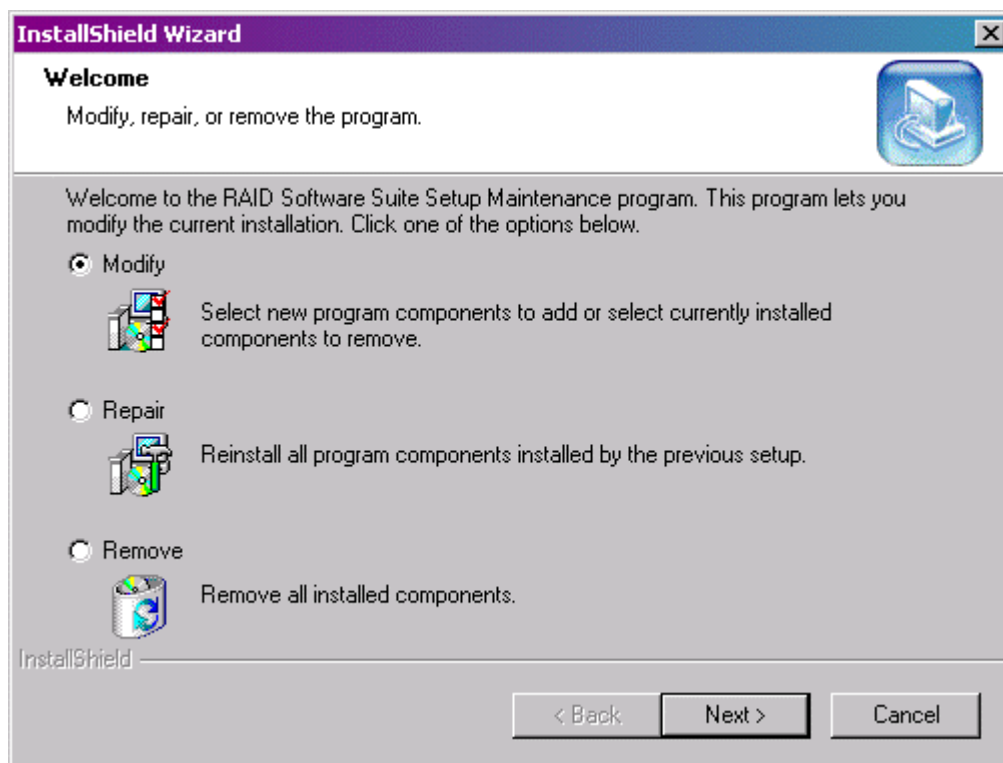 InstallShield Wizard
Welcome
Modify, repair, or remove the program.
Welcome to the RAID Software Suite Setup Maintenance program. This program lets you
modify the current installation. Click one of the options below.
Modify
Select new program components to add or select currently installed
components to remove.
Repair
Reinstall all program components installed by the previous setup.
Remove
Remove all installed components.
InstallShield
< Back
Next >
Cancel